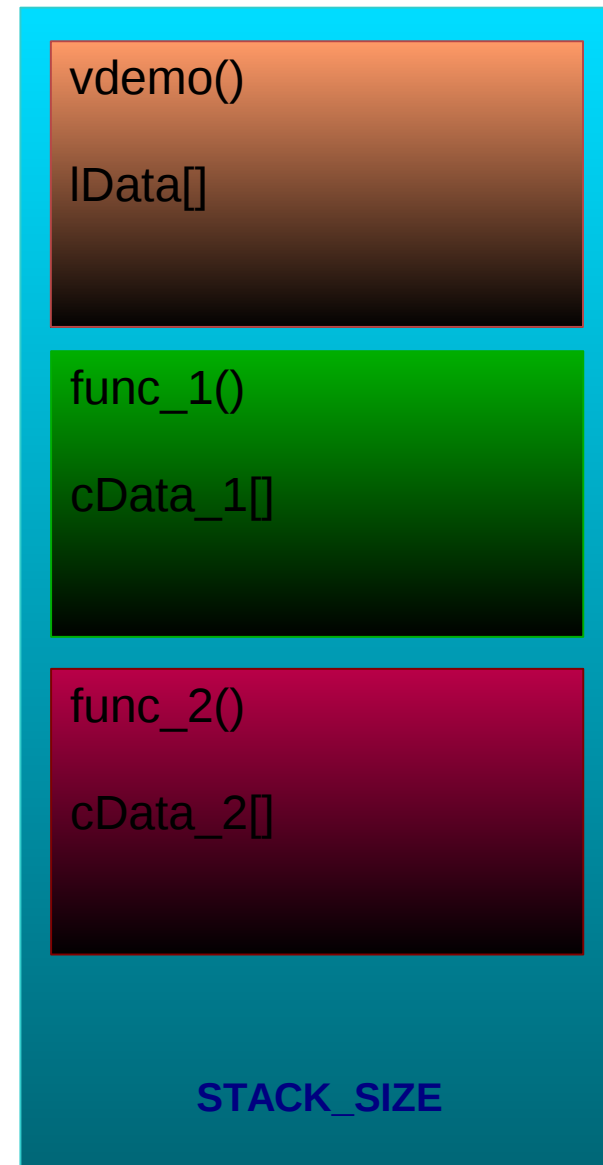 vdemo()
lData[]
func_1()
cData_1[]
func_2()
cData_2[]
STACK_SIZE